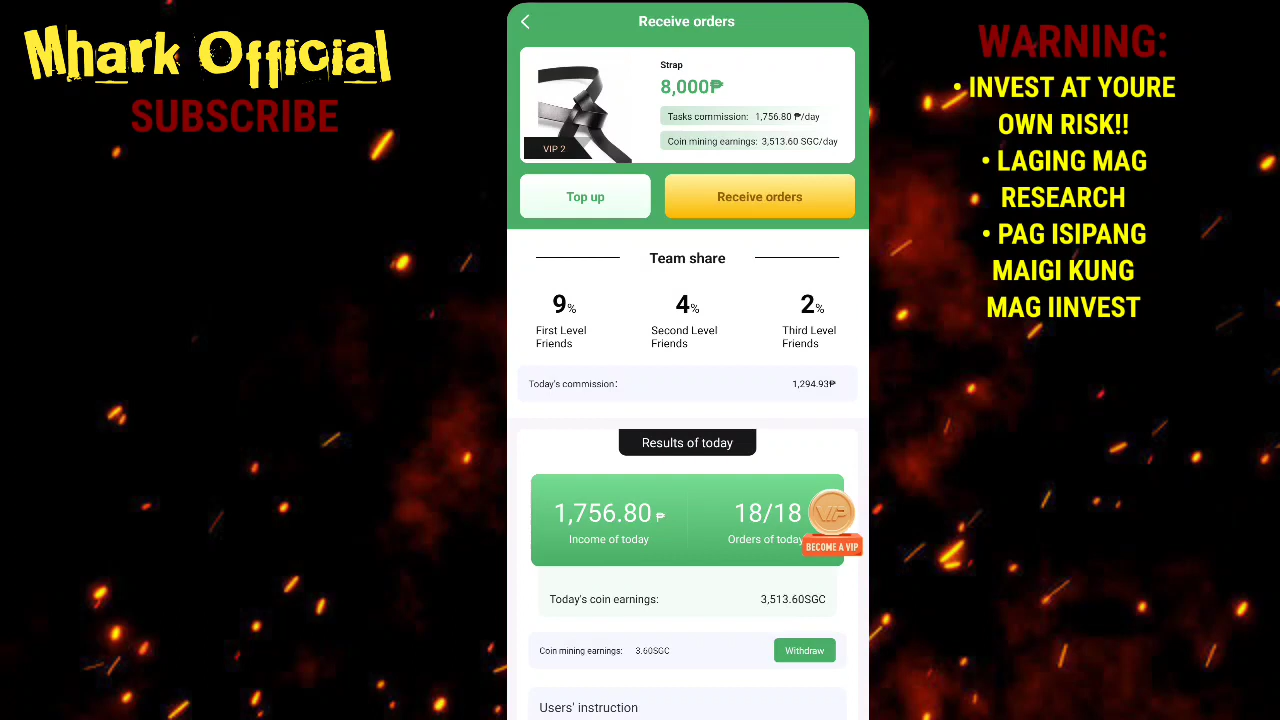 Mhark Official
SUBSCRIBE
Receive orders
Strap
8,000₱
Tasks commission: 1,756.80 ₱/day
Coin mining earnings: 3,513.60 SGC/day
VIP 2
Top up
Receive orders
Team share
9%
4%
2%
First Level
Friends
Second Level
Friends
Third Level
Friends
Today's commission:
1,294.93₱
Results of today
1,756.80 ₱
18/18
Income of today
Orders of today
VIP
BECOME A VIP
Today's coin earnings:
3,513.60SGC
Coin mining earnings: 3.60SGC
Withdraw
Users' instruction
WARNING:
• INVEST AT YOURE
OWN RISK!!
• LAGING MAG
RESEARCH
• PAG ISIPANG
MAIGI KUNG
MAG IINVEST